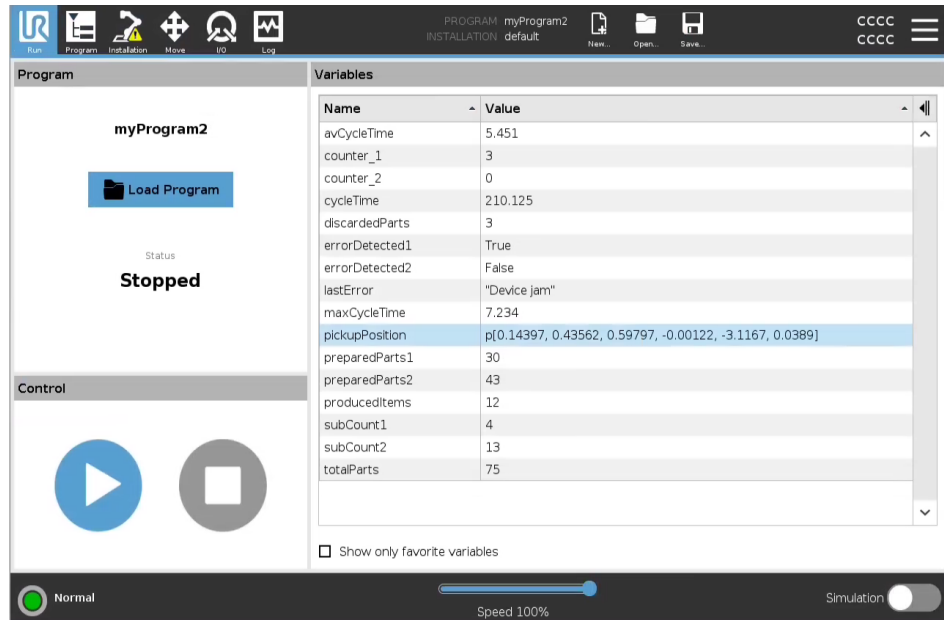 PROGRAM myProgram2
INSTALLATION default
UR
Run
Program
Installation
Move
I/O
Log
New...
Open...
Save...
CCCC
CCCC
Program
myProgram2
Load Program
Status
Stopped
Control
Variables
Name Value
avCycleTime 5.451
counter_1 3
counter_2 0
cycleTime 210.125
discardedParts 3
errorDetected1 True
errorDetected2 False
lastError "Device jam"
maxCycleTime 7.234
pickupPosition p[0.14397, 0.43562, 0.59797, -0.00122, -3.1167, 0.0389]
preparedParts1 30
preparedParts2 43
producedItems 12
subCount1 4
subCount2 13
totalParts 75
Show only favorite variables
Normal
Speed 100%
Simulation